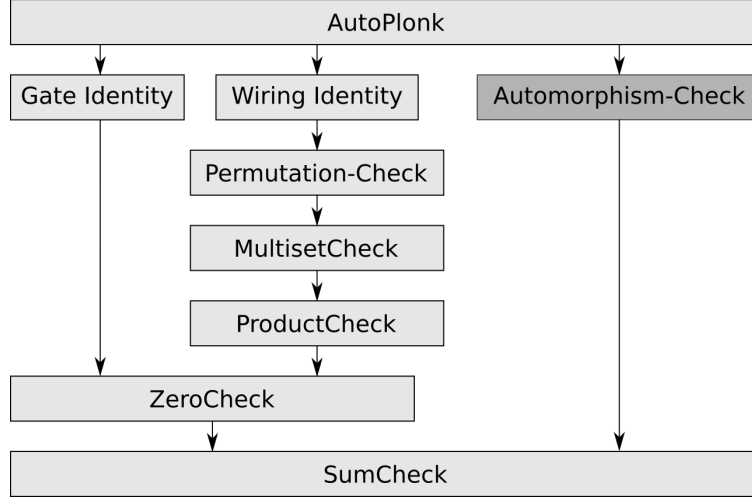 AutoPlonk
Gate Identity
Wiring Identity
Automorphism-Check
Permutation-Check
MultisetCheck
ProductCheck
ZeroCheck
SumCheck